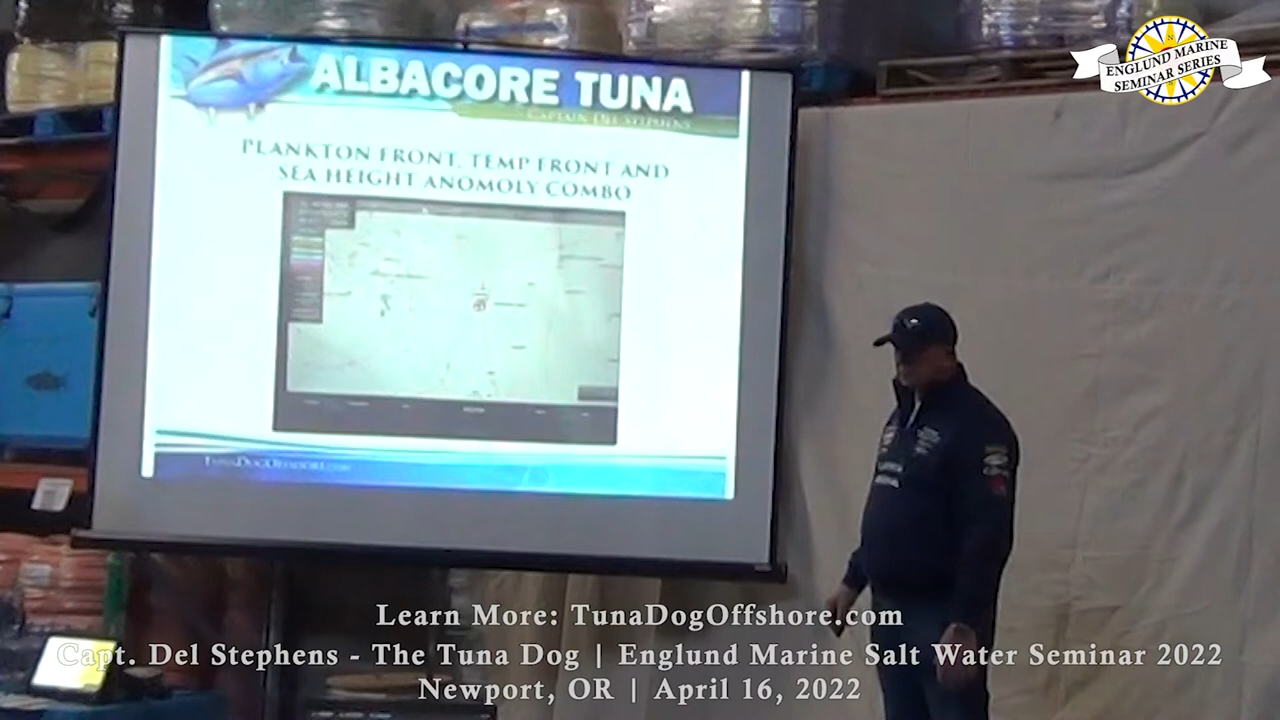 ENGLUND MARINE
SEMINAR SERIES
ALBACORE TUNA
CAPTAIN DEL STEPHENS
PLANKTON FRONT, TEMP FRONT AND
SEA HEIGHT ANOMOLY COMBO
TUNADOGOFFSHORE.COM
Learn More: TunaDogOffshore.com
Capt. Del Stephens - The Tuna Dog | Englund Marine Salt Water Seminar 2022
Newport, OR | April 16, 2022